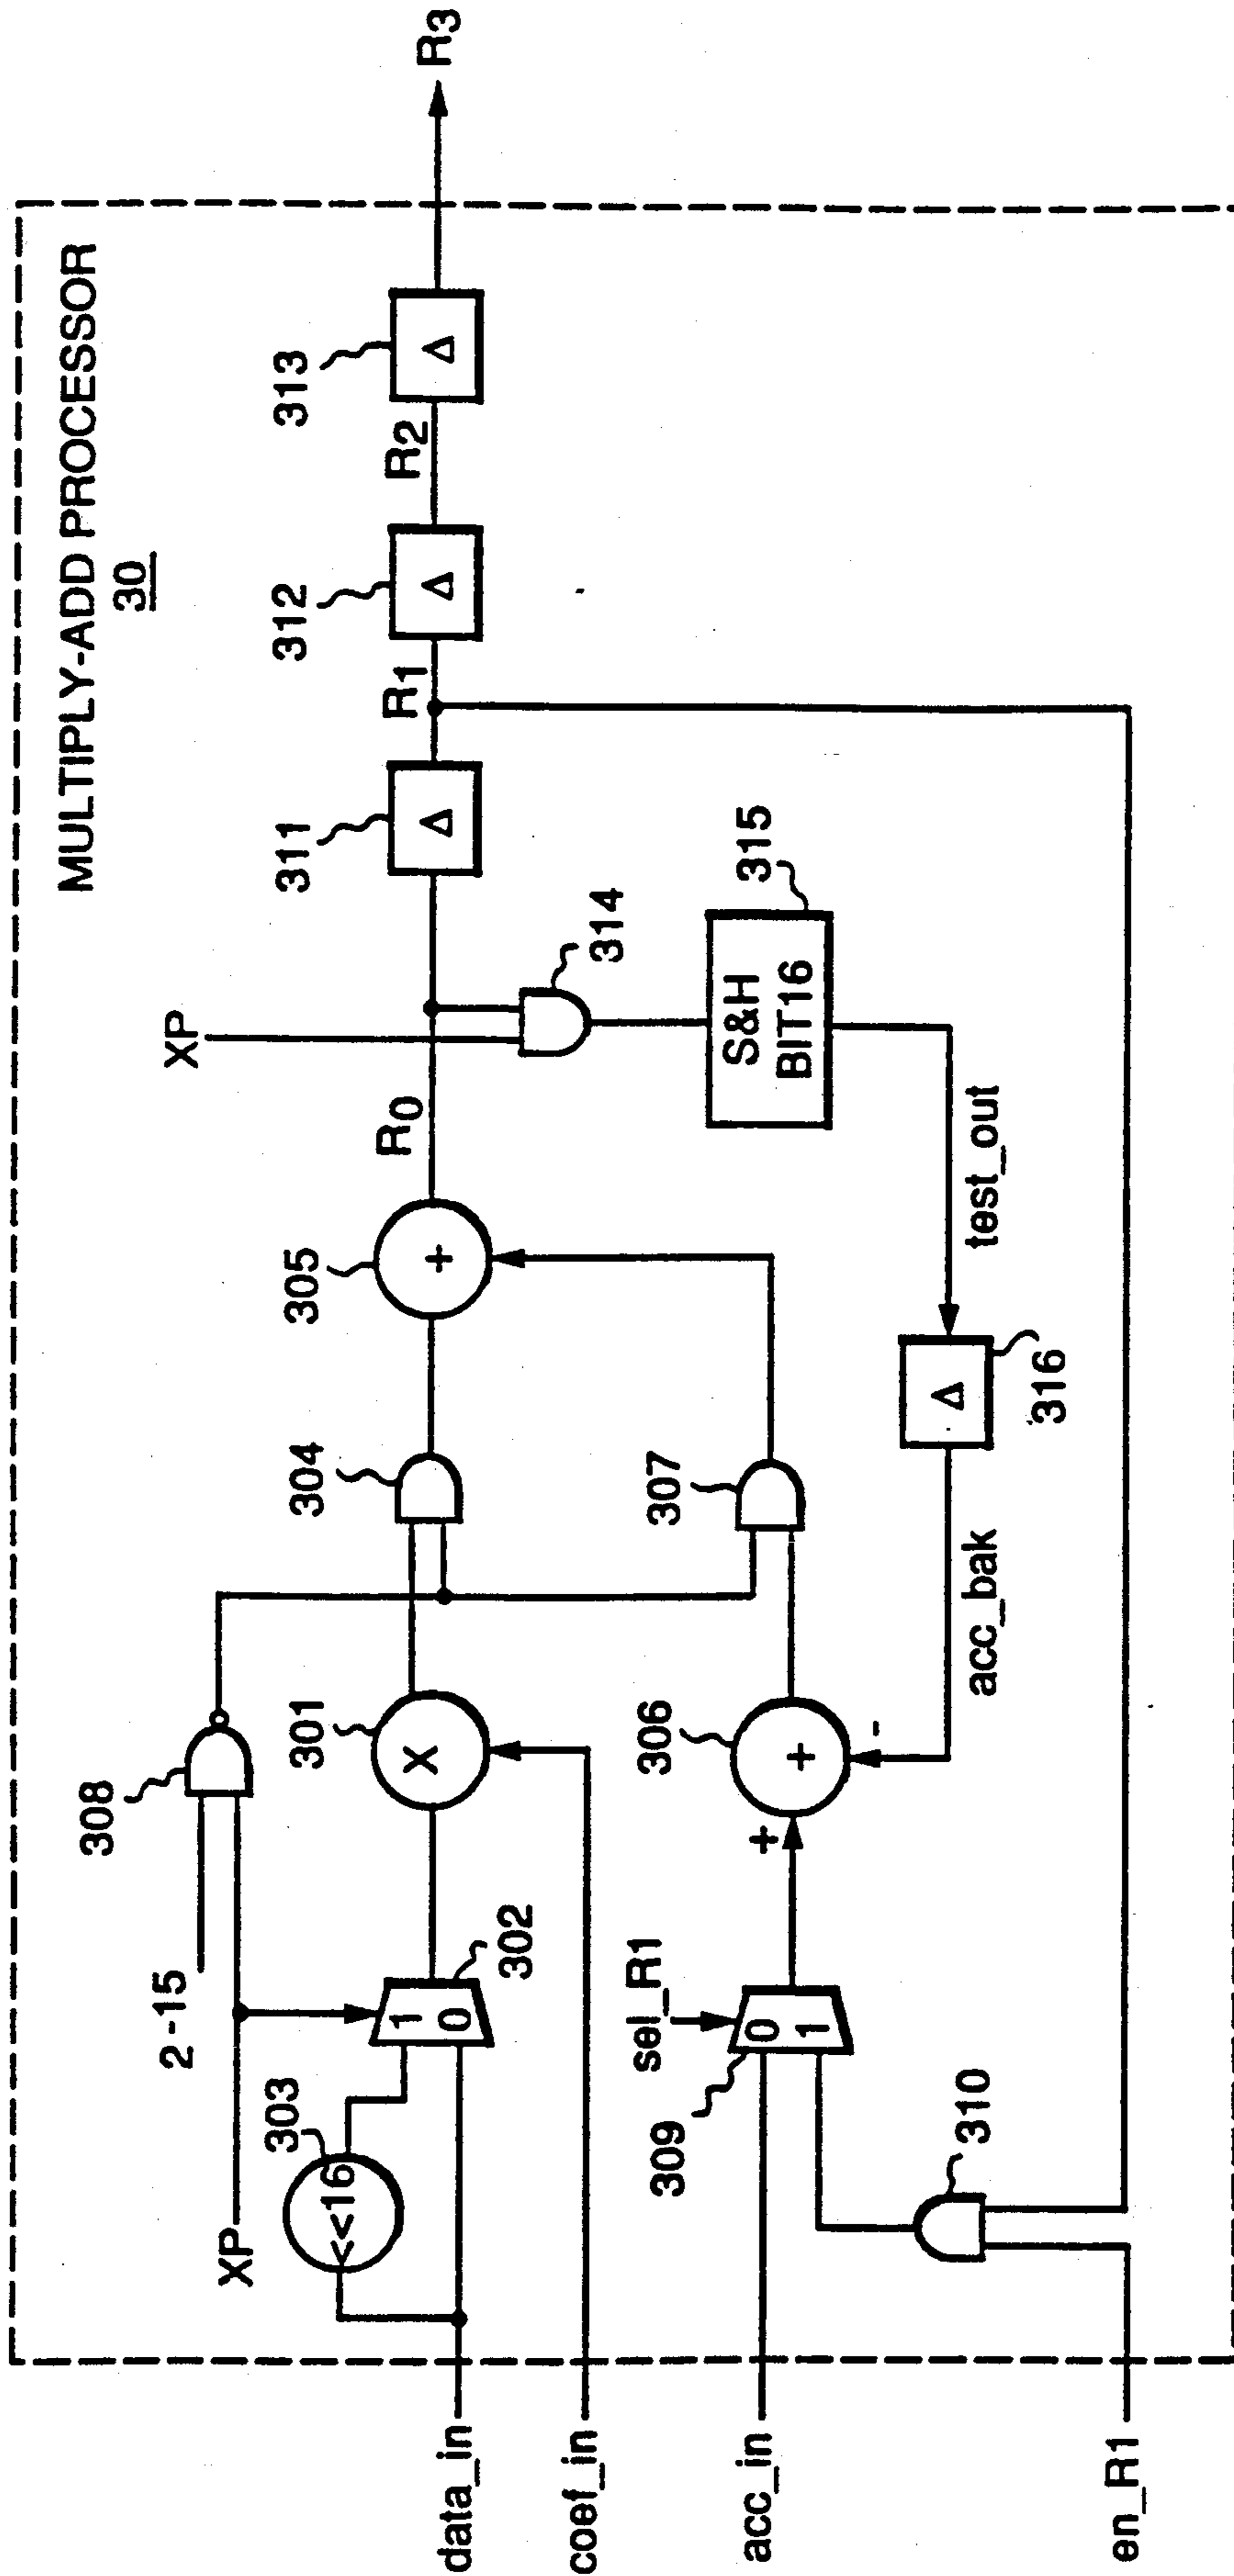 MULTIPLY-ADD PROCESSOR
30
XP
2-15
308
303
<<16
1
0
302
301
X
304
305
+
R0
XP
314
311
Δ
R1
312
Δ
R2
313
Δ
R3
data_in
coef_in
acc_in
en_R1
sel_R1
309
0
1
310
+
306
+
-
307
acc_bak
316
Δ
test_out
S&H
BIT16
315